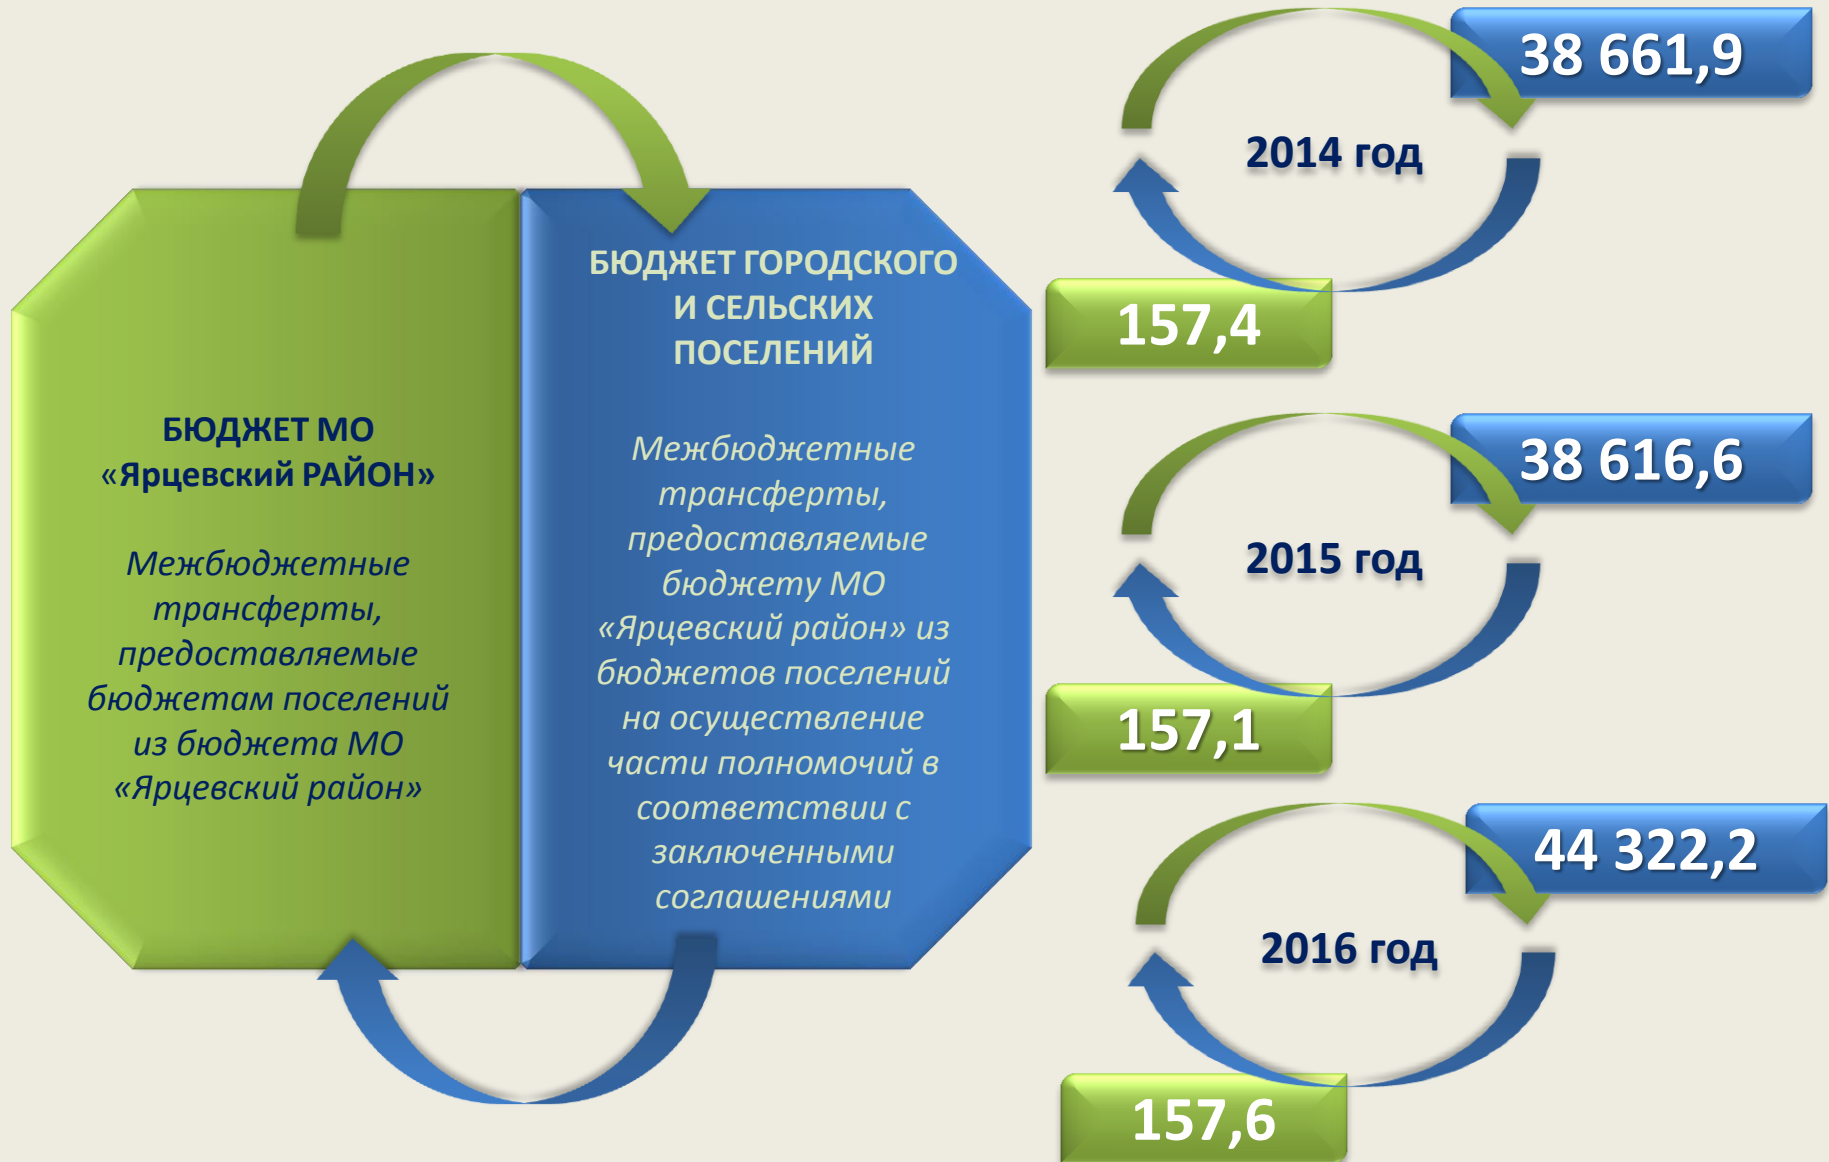 БЮДЖЕТ МО
«Ярцевский РАЙОН»
Межбюджетные
трансферты,
предоставляемые
бюджетам поселений
из бюджета МО
«Ярцевский район»
БЮДЖЕТ ГОРОДСКОГО
И СЕЛЬСКИХ
ПОСЕЛЕНИЙ
Межбюджетные
трансферты,
предоставляемые
бюджету МО
«Ярцевский район» из
бюджетов поселений
на осуществление
части полномочий в
соответствии с
заключенными
соглашениями
38 661,9
2014 год
157,4
38 616,6
2015 год
157,1
44 322,2
2016 год
157,6